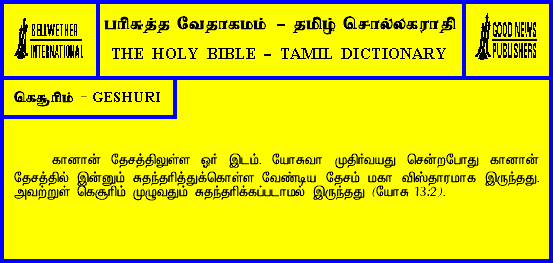 BELLWETHER
INTERNATIONAL
பரிசுத்த வேதாகமம் - தமிழ் சொல்லகராதி
THE HOLY BIBLE - TAMIL DICTIONARY
GOOD NEWS
PUBLISHERS
கெசூரிம் - GESHURI
கானான் தேசத்திலுள்ள ஓர் இடம். யோசுவா முதிர்வயது சென்றபோது கானான்
தேசத்தில் இன்னும் சுதந்தரித்துக்கொள்ள வேண்டிய தேசம் மகா விஸ்தாரமாக இருந்தது.
அவற்றுள் கெசூரிம் முழுவதும் சுதந்தரிக்கப்படாமல் இருந்தது (யோசு 13:2).